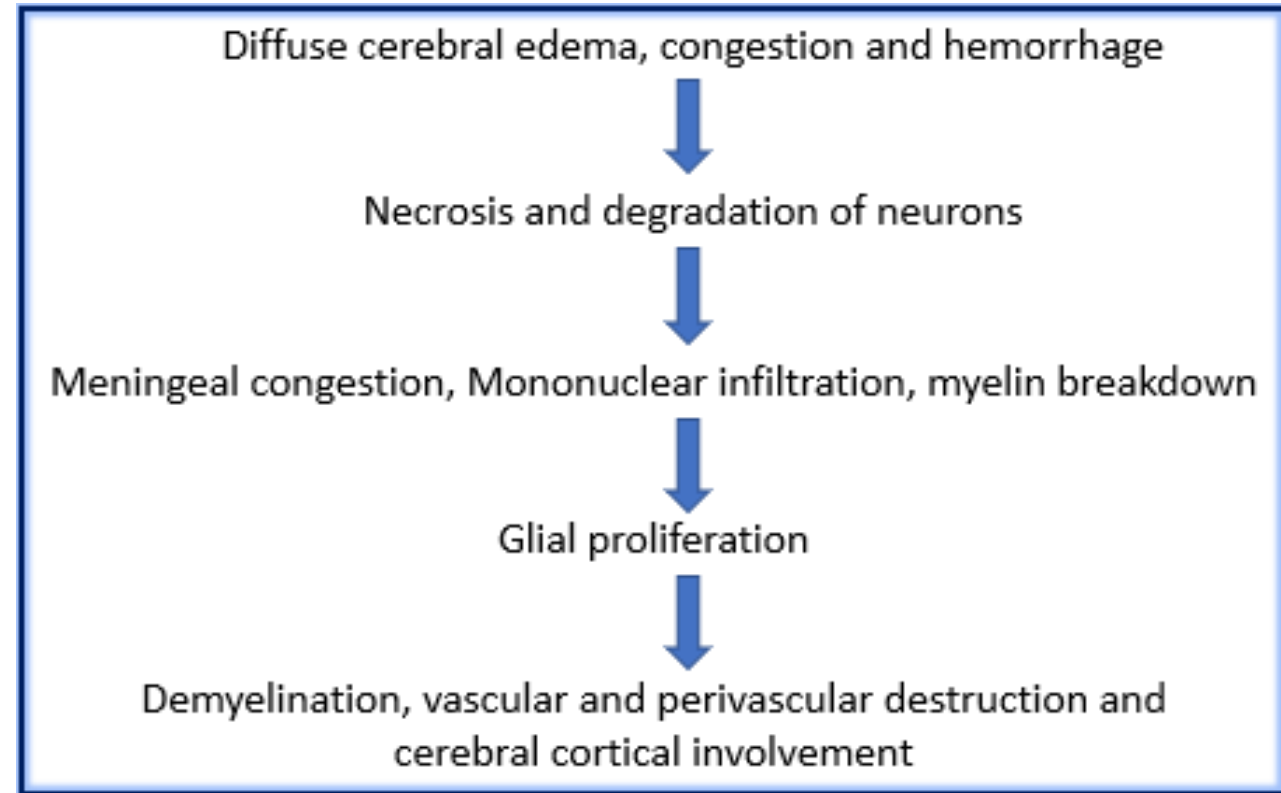 Diffuse cerebral edema, congestion and hemorrhage
Necrosis and degradation of neurons
Meningeal congestion, Mononuclear infiltration, myelin breakdown
Glial proliferation
Demyelination, vascular and perivascular destruction and
cerebral cortical involvement